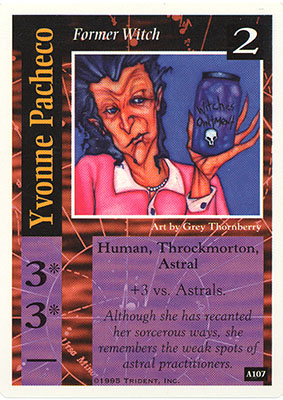 Former Witch
2
Yvonne Pacheco
Witches
Ointment
Art by Grey Thornberry
3*
3*
—
Human, Throckmorton,
Astral
+3 vs. Astrals.
Although she has recanted
her sorcerous ways, she
remembers the weak spots of
astral practitioners.
©1995 TRIDENT, INC.
A107